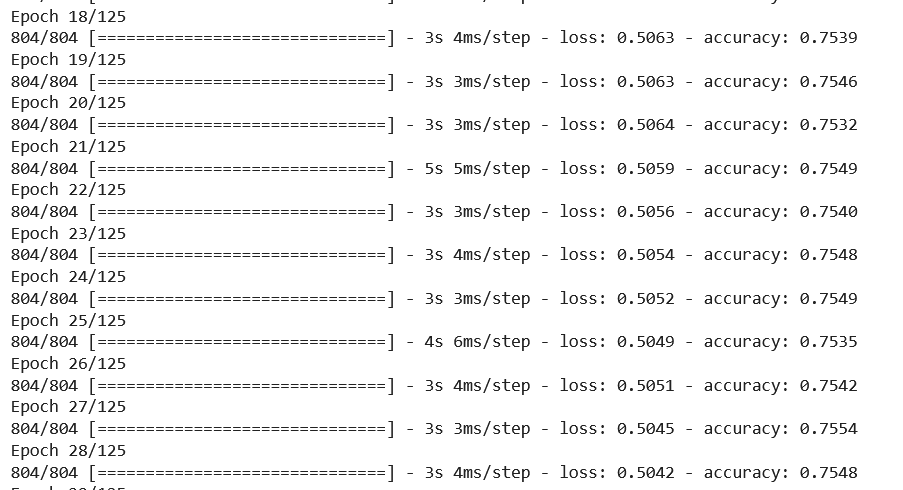 Epoch 18/125
804/804 [==============================] - 3s 4ms/step - loss: 0.5063 - accuracy: 0.7539
Epoch 19/125
804/804 [==============================] - 3s 3ms/step - loss: 0.5063 - accuracy: 0.7546
Epoch 20/125
804/804 [==============================] - 3s 3ms/step - loss: 0.5064 - accuracy: 0.7532
Epoch 21/125
804/804 [==============================] - 5s 5ms/step - loss: 0.5059 - accuracy: 0.7549
Epoch 22/125
804/804 [==============================] - 3s 3ms/step - loss: 0.5056 - accuracy: 0.7540
Epoch 23/125
804/804 [==============================] - 3s 4ms/step - loss: 0.5054 - accuracy: 0.7548
Epoch 24/125
804/804 [==============================] - 3s 3ms/step - loss: 0.5052 - accuracy: 0.7549
Epoch 25/125
804/804 [==============================] - 4s 6ms/step - loss: 0.5049 - accuracy: 0.7535
Epoch 26/125
804/804 [==============================] - 3s 4ms/step - loss: 0.5051 - accuracy: 0.7542
Epoch 27/125
804/804 [==============================] - 3s 3ms/step - loss: 0.5045 - accuracy: 0.7554
Epoch 28/125
804/804 [==============================] - 3s 4ms/step - loss: 0.5042 - accuracy: 0.7548